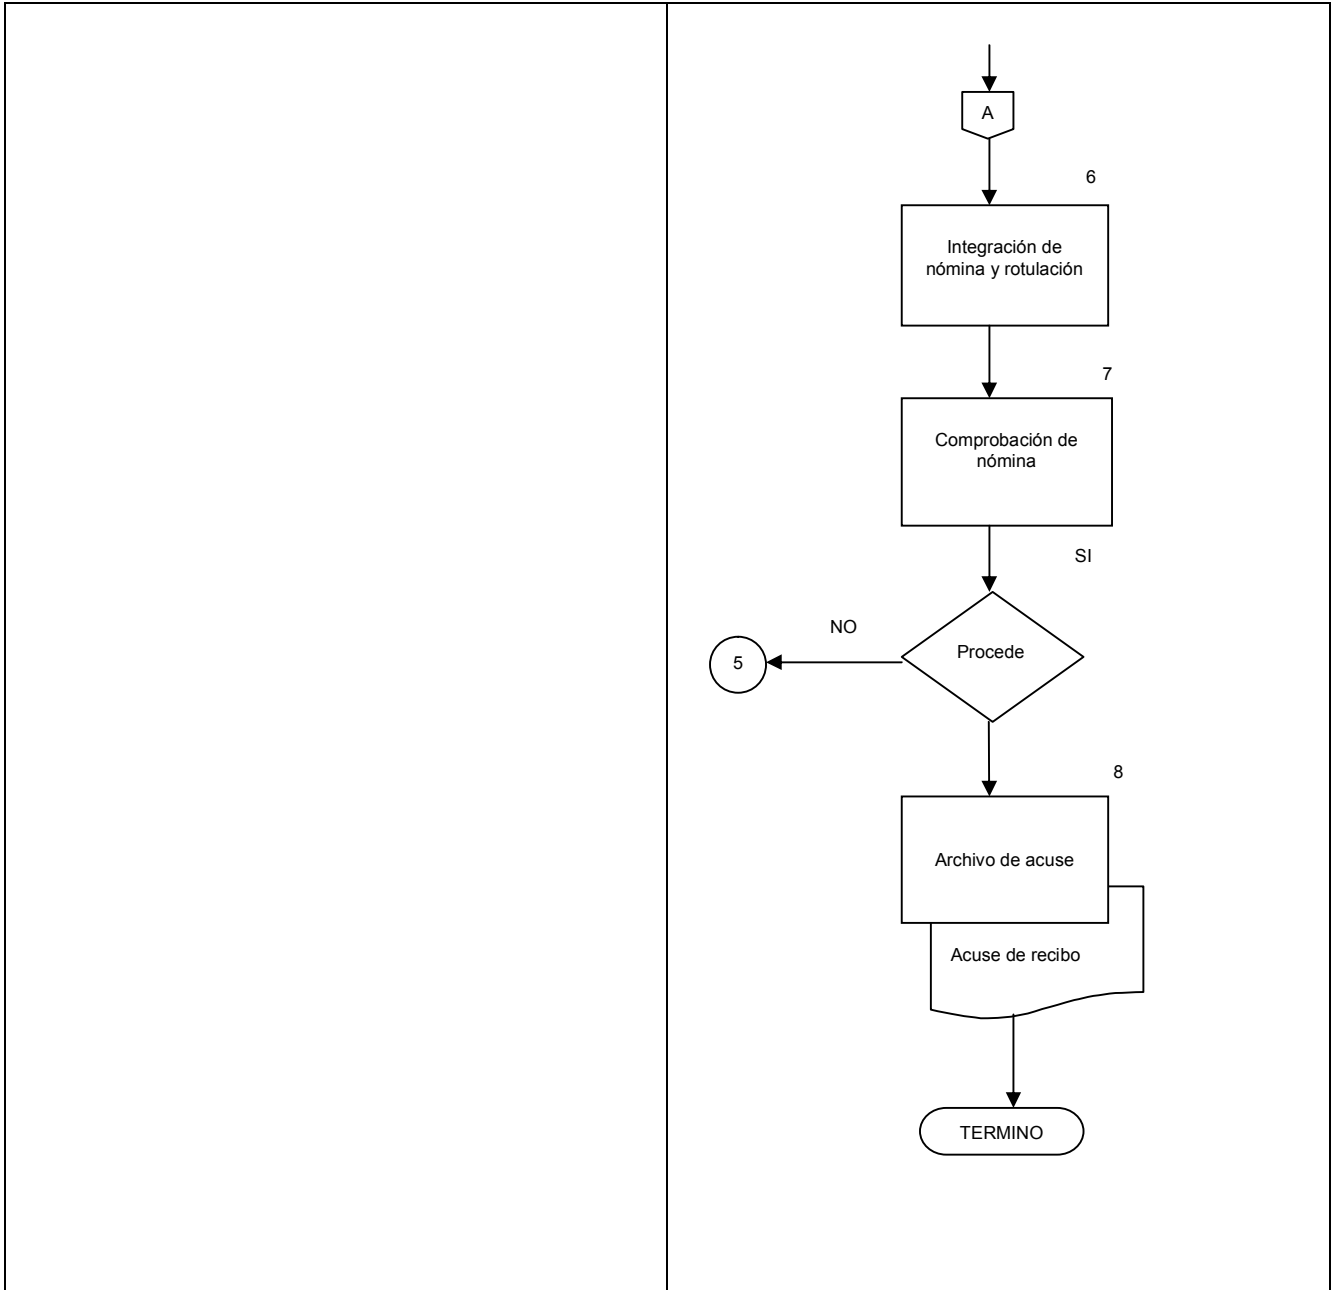 A
6
Integración de
nómina y rotulación
7
Comprobación de
nómina
SI
NO
Procede
5
8
Archivo de acuse
Acuse de recibo
TERMINO